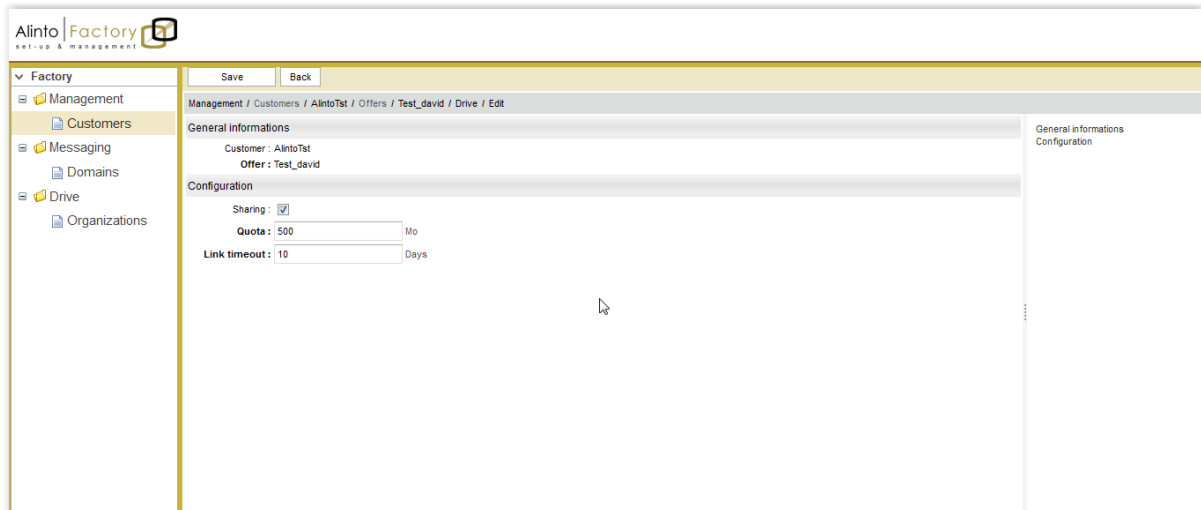 Alinto Factory
set-up & management
Factory
Save Back
Management
Management / Customers / AlintoTst / Offers / Test_david / Drive / Edit
Customers
General informations
General informations
Configuration
Customer : AlintoTst
Messaging
Offer : Test_david
Domains
Configuration
Drive
Sharing :
Organizations
Quota : 500 Mo
Link timeout : 10 Days